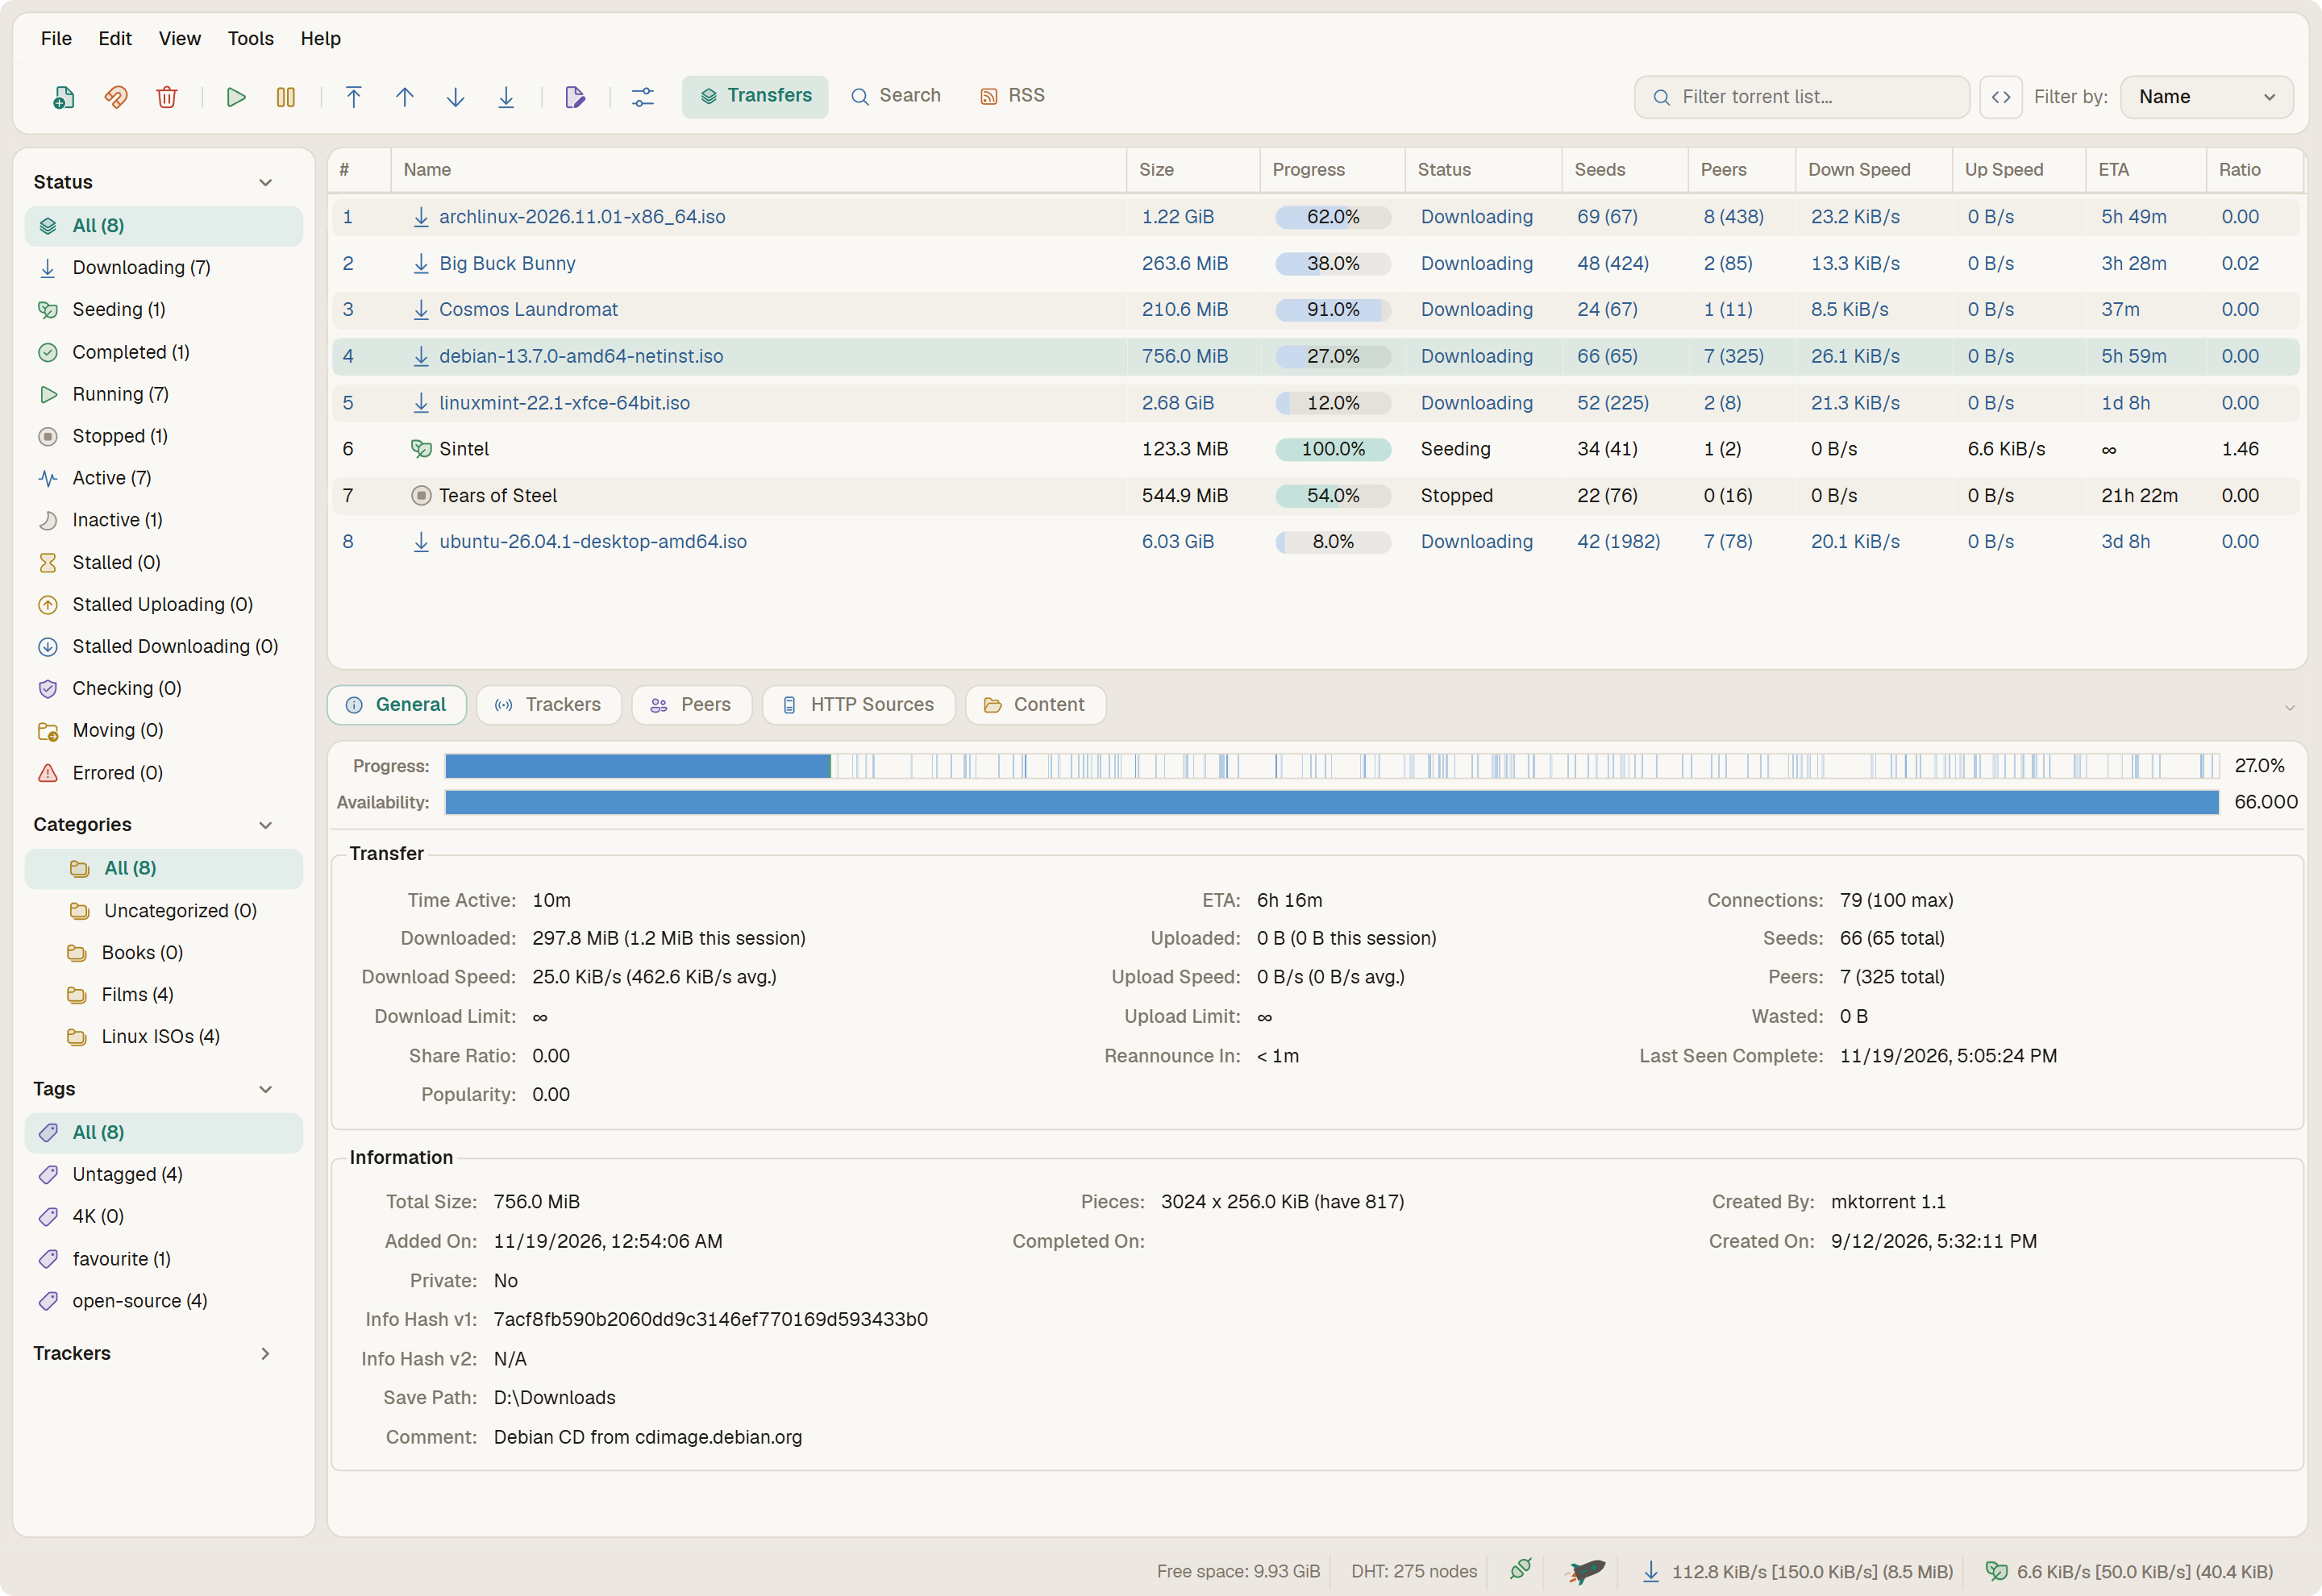 File Edit View Tools Help
Transfers Search RSS Filter torrent list... Filter by: Name
Status
All (8)
Downloading (7)
Seeding (1)
Completed (1)
Running (7)
Stopped (1)
Active (7)
Inactive (1)
Stalled (0)
Stalled Uploading (0)
Stalled Downloading (0)
Checking (0)
Moving (0)
Errored (0)
Categories
All (8)
Uncategorized (0)
Books (0)
Films (4)
Linux ISOs (4)
Tags
All (8)
Untagged (4)
4K (0)
favourite (1)
open-source (4)
Trackers
# Name Size Progress Status Seeds Peers Down Speed Up Speed ETA Ratio
1 archlinux-2026.11.01-x86_64.iso 1.22 GiB 62.0% Downloading 69 (67) 8 (438) 23.2 KiB/s 0 B/s 5h 49m 0.00
2 Big Buck Bunny 263.6 MiB 38.0% Downloading 48 (424) 2 (85) 13.3 KiB/s 0 B/s 3h 28m 0.02
3 Cosmos Laundromat 210.6 MiB 91.0% Downloading 24 (67) 1 (11) 8.5 KiB/s 0 B/s 37m 0.00
4 debian-13.7.0-amd64-netinst.iso 756.0 MiB 27.0% Downloading 66 (65) 7 (325) 26.1 KiB/s 0 B/s 5h 59m 0.00
5 linuxmint-22.1-xfce-64bit.iso 2.68 GiB 12.0% Downloading 52 (225) 2 (8) 21.3 KiB/s 0 B/s 1d 8h 0.00
6 Sintel 123.3 MiB 100.0% Seeding 34 (41) 1 (2) 0 B/s 6.6 KiB/s ∞ 1.46
7 Tears of Steel 544.9 MiB 54.0% Stopped 22 (76) 0 (16) 0 B/s 0 B/s 21h 22m 0.00
8 ubuntu-26.04.1-desktop-amd64.iso 6.03 GiB 8.0% Downloading 42 (1982) 7 (78) 20.1 KiB/s 0 B/s 3d 8h 0.00
General Trackers Peers HTTP Sources Content
Progress: 27.0%
Availability: 66.000
Transfer
Time Active: 10m ETA: 6h 16m Connections: 79 (100 max)
Downloaded: 297.8 MiB (1.2 MiB this session) Uploaded: 0 B (0 B this session) Seeds: 66 (65 total)
Download Speed: 25.0 KiB/s (462.6 KiB/s avg.) Upload Speed: 0 B/s (0 B/s avg.) Peers: 7 (325 total)
Download Limit: ∞ Upload Limit: ∞ Wasted: 0 B
Share Ratio: 0.00 Reannounce In: < 1m Last Seen Complete: 11/19/2026, 5:05:24 PM
Popularity: 0.00
Information
Total Size: 756.0 MiB Pieces: 3024 x 256.0 KiB (have 817) Created By: mktorrent 1.1
Added On: 11/19/2026, 12:54:06 AM Completed On: Created On: 9/12/2026, 5:32:11 PM
Private: No
Info Hash v1: 7acf8fb590b2060dd9c3146ef770169d593433b0
Info Hash v2: N/A
Save Path: D:\Downloads
Comment: Debian CD from cdimage.debian.org
Free space: 9.93 GiB DHT: 275 nodes 112.8 KiB/s [150.0 KiB/s] (8.5 MiB) 6.6 KiB/s [50.0 KiB/s] (40.4 KiB)